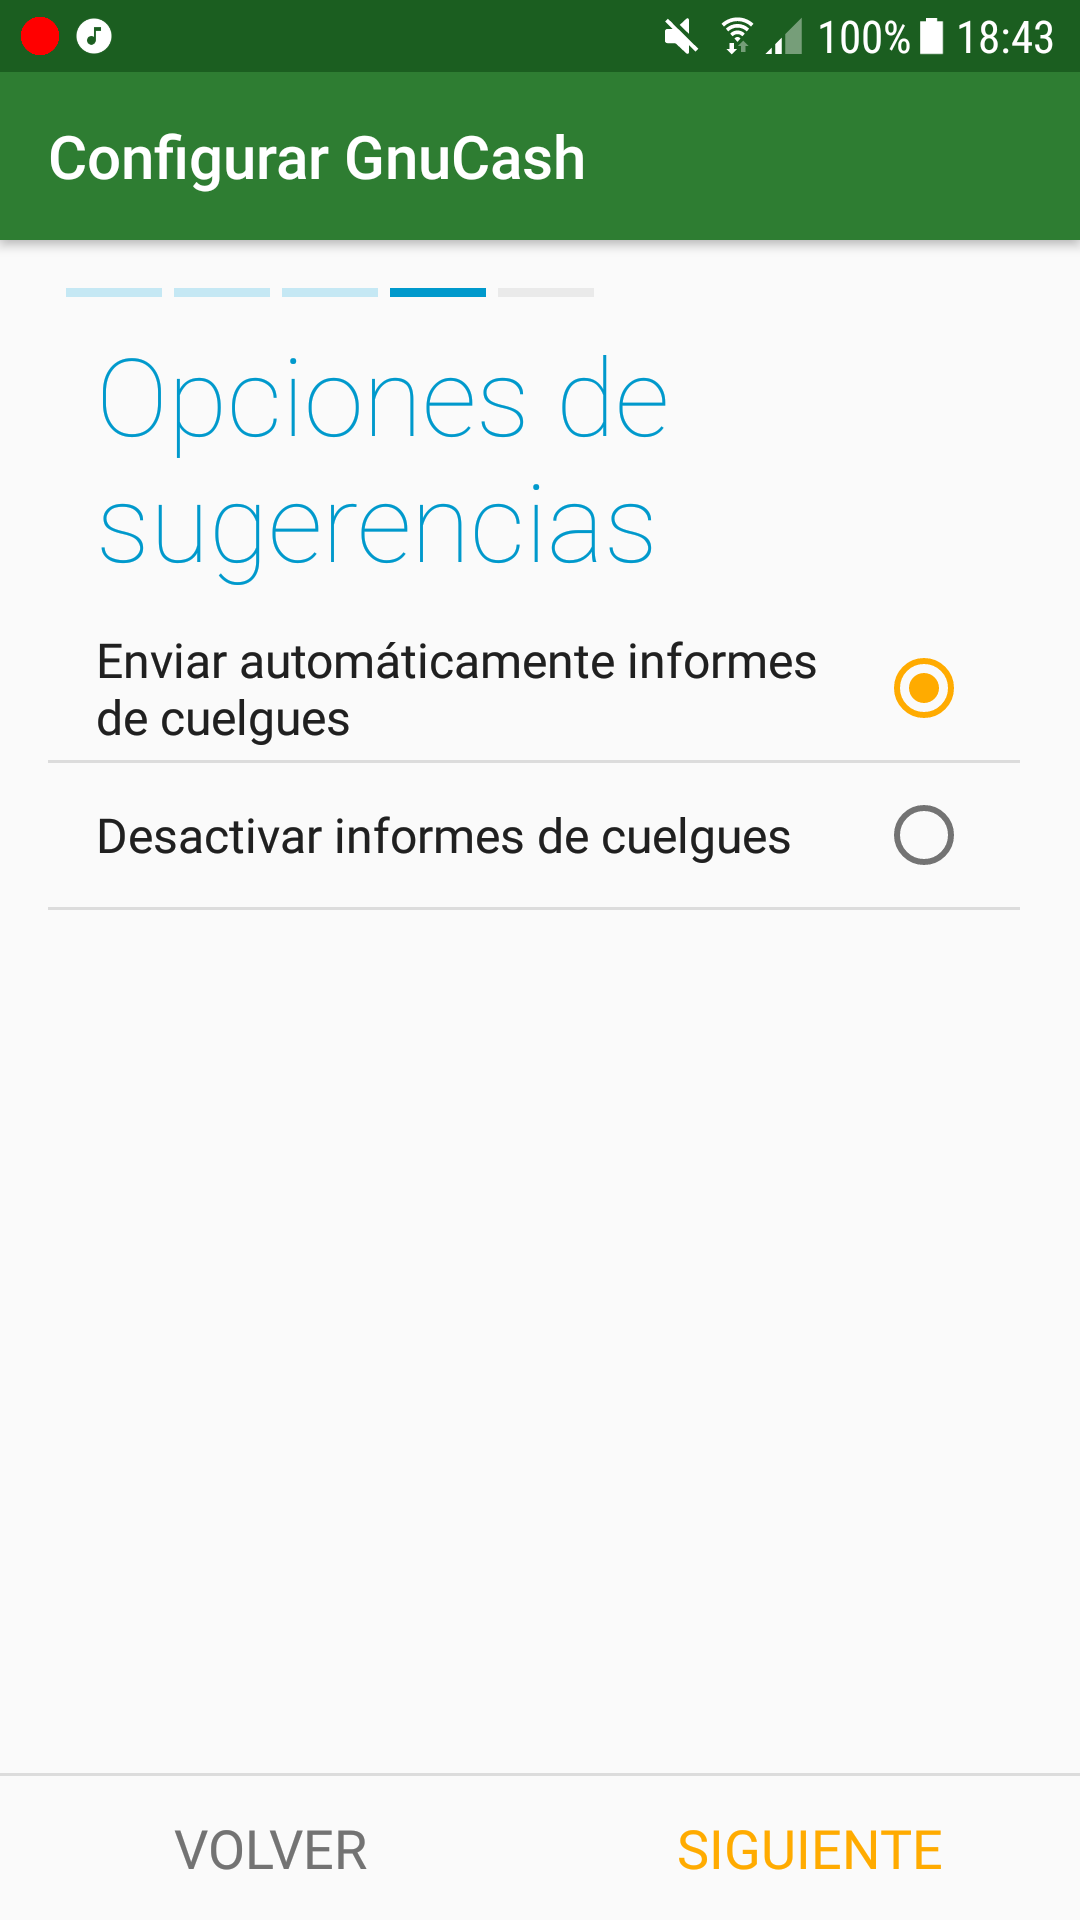 100% 18:43
Configurar GnuCash
Opciones de
sugerencias
Enviar automáticamente informes
de cuelgues
Desactivar informes de cuelgues
VOLVER
SIGUIENTE